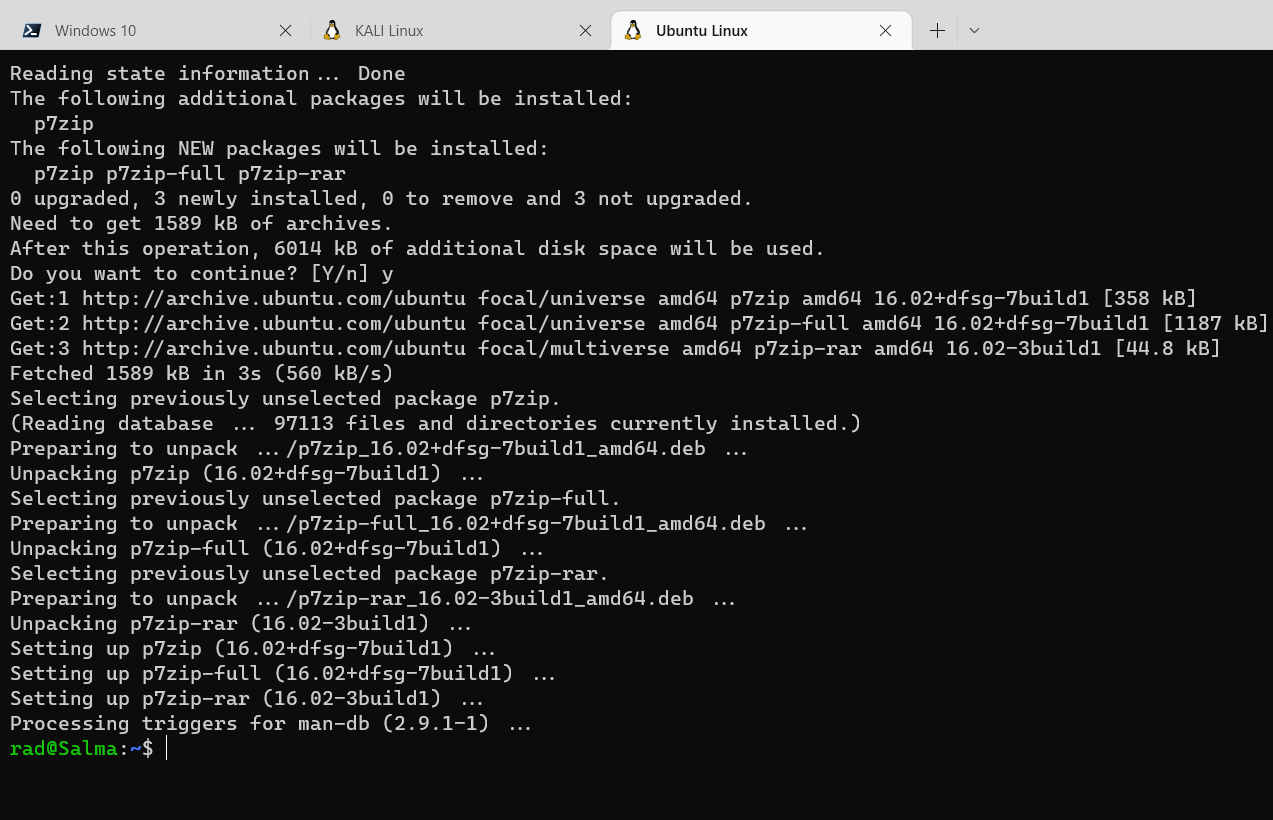 Windows 10
KALI Linux
Ubuntu Linux
Reading state information... Done
The following additional packages will be installed:
  p7zip
The following NEW packages will be installed:
  p7zip p7zip-full p7zip-rar
0 upgraded, 3 newly installed, 0 to remove and 3 not upgraded.
Need to get 1589 kB of archives.
After this operation, 6014 kB of additional disk space will be used.
Do you want to continue? [Y/n] y
Get:1 http://archive.ubuntu.com/ubuntu focal/universe amd64 p7zip amd64 16.02+dfsg-7build1 [358 kB]
Get:2 http://archive.ubuntu.com/ubuntu focal/universe amd64 p7zip-full amd64 16.02+dfsg-7build1 [1187 kB]
Get:3 http://archive.ubuntu.com/ubuntu focal/multiverse amd64 p7zip-rar amd64 16.02-3build1 [44.8 kB]
Fetched 1589 kB in 3s (560 kB/s)
Selecting previously unselected package p7zip.
(Reading database ... 97113 files and directories currently installed.)
Preparing to unpack .../p7zip_16.02+dfsg-7build1_amd64.deb ...
Unpacking p7zip (16.02+dfsg-7build1) ...
Selecting previously unselected package p7zip-full.
Preparing to unpack .../p7zip-full_16.02+dfsg-7build1_amd64.deb ...
Unpacking p7zip-full (16.02+dfsg-7build1) ...
Selecting previously unselected package p7zip-rar.
Preparing to unpack .../p7zip-rar_16.02-3build1_amd64.deb ...
Unpacking p7zip-rar (16.02-3build1) ...
Setting up p7zip (16.02+dfsg-7build1) ...
Setting up p7zip-full (16.02+dfsg-7build1) ...
Setting up p7zip-rar (16.02-3build1) ...
Processing triggers for man-db (2.9.1-1) ...
rad@Salma:~$